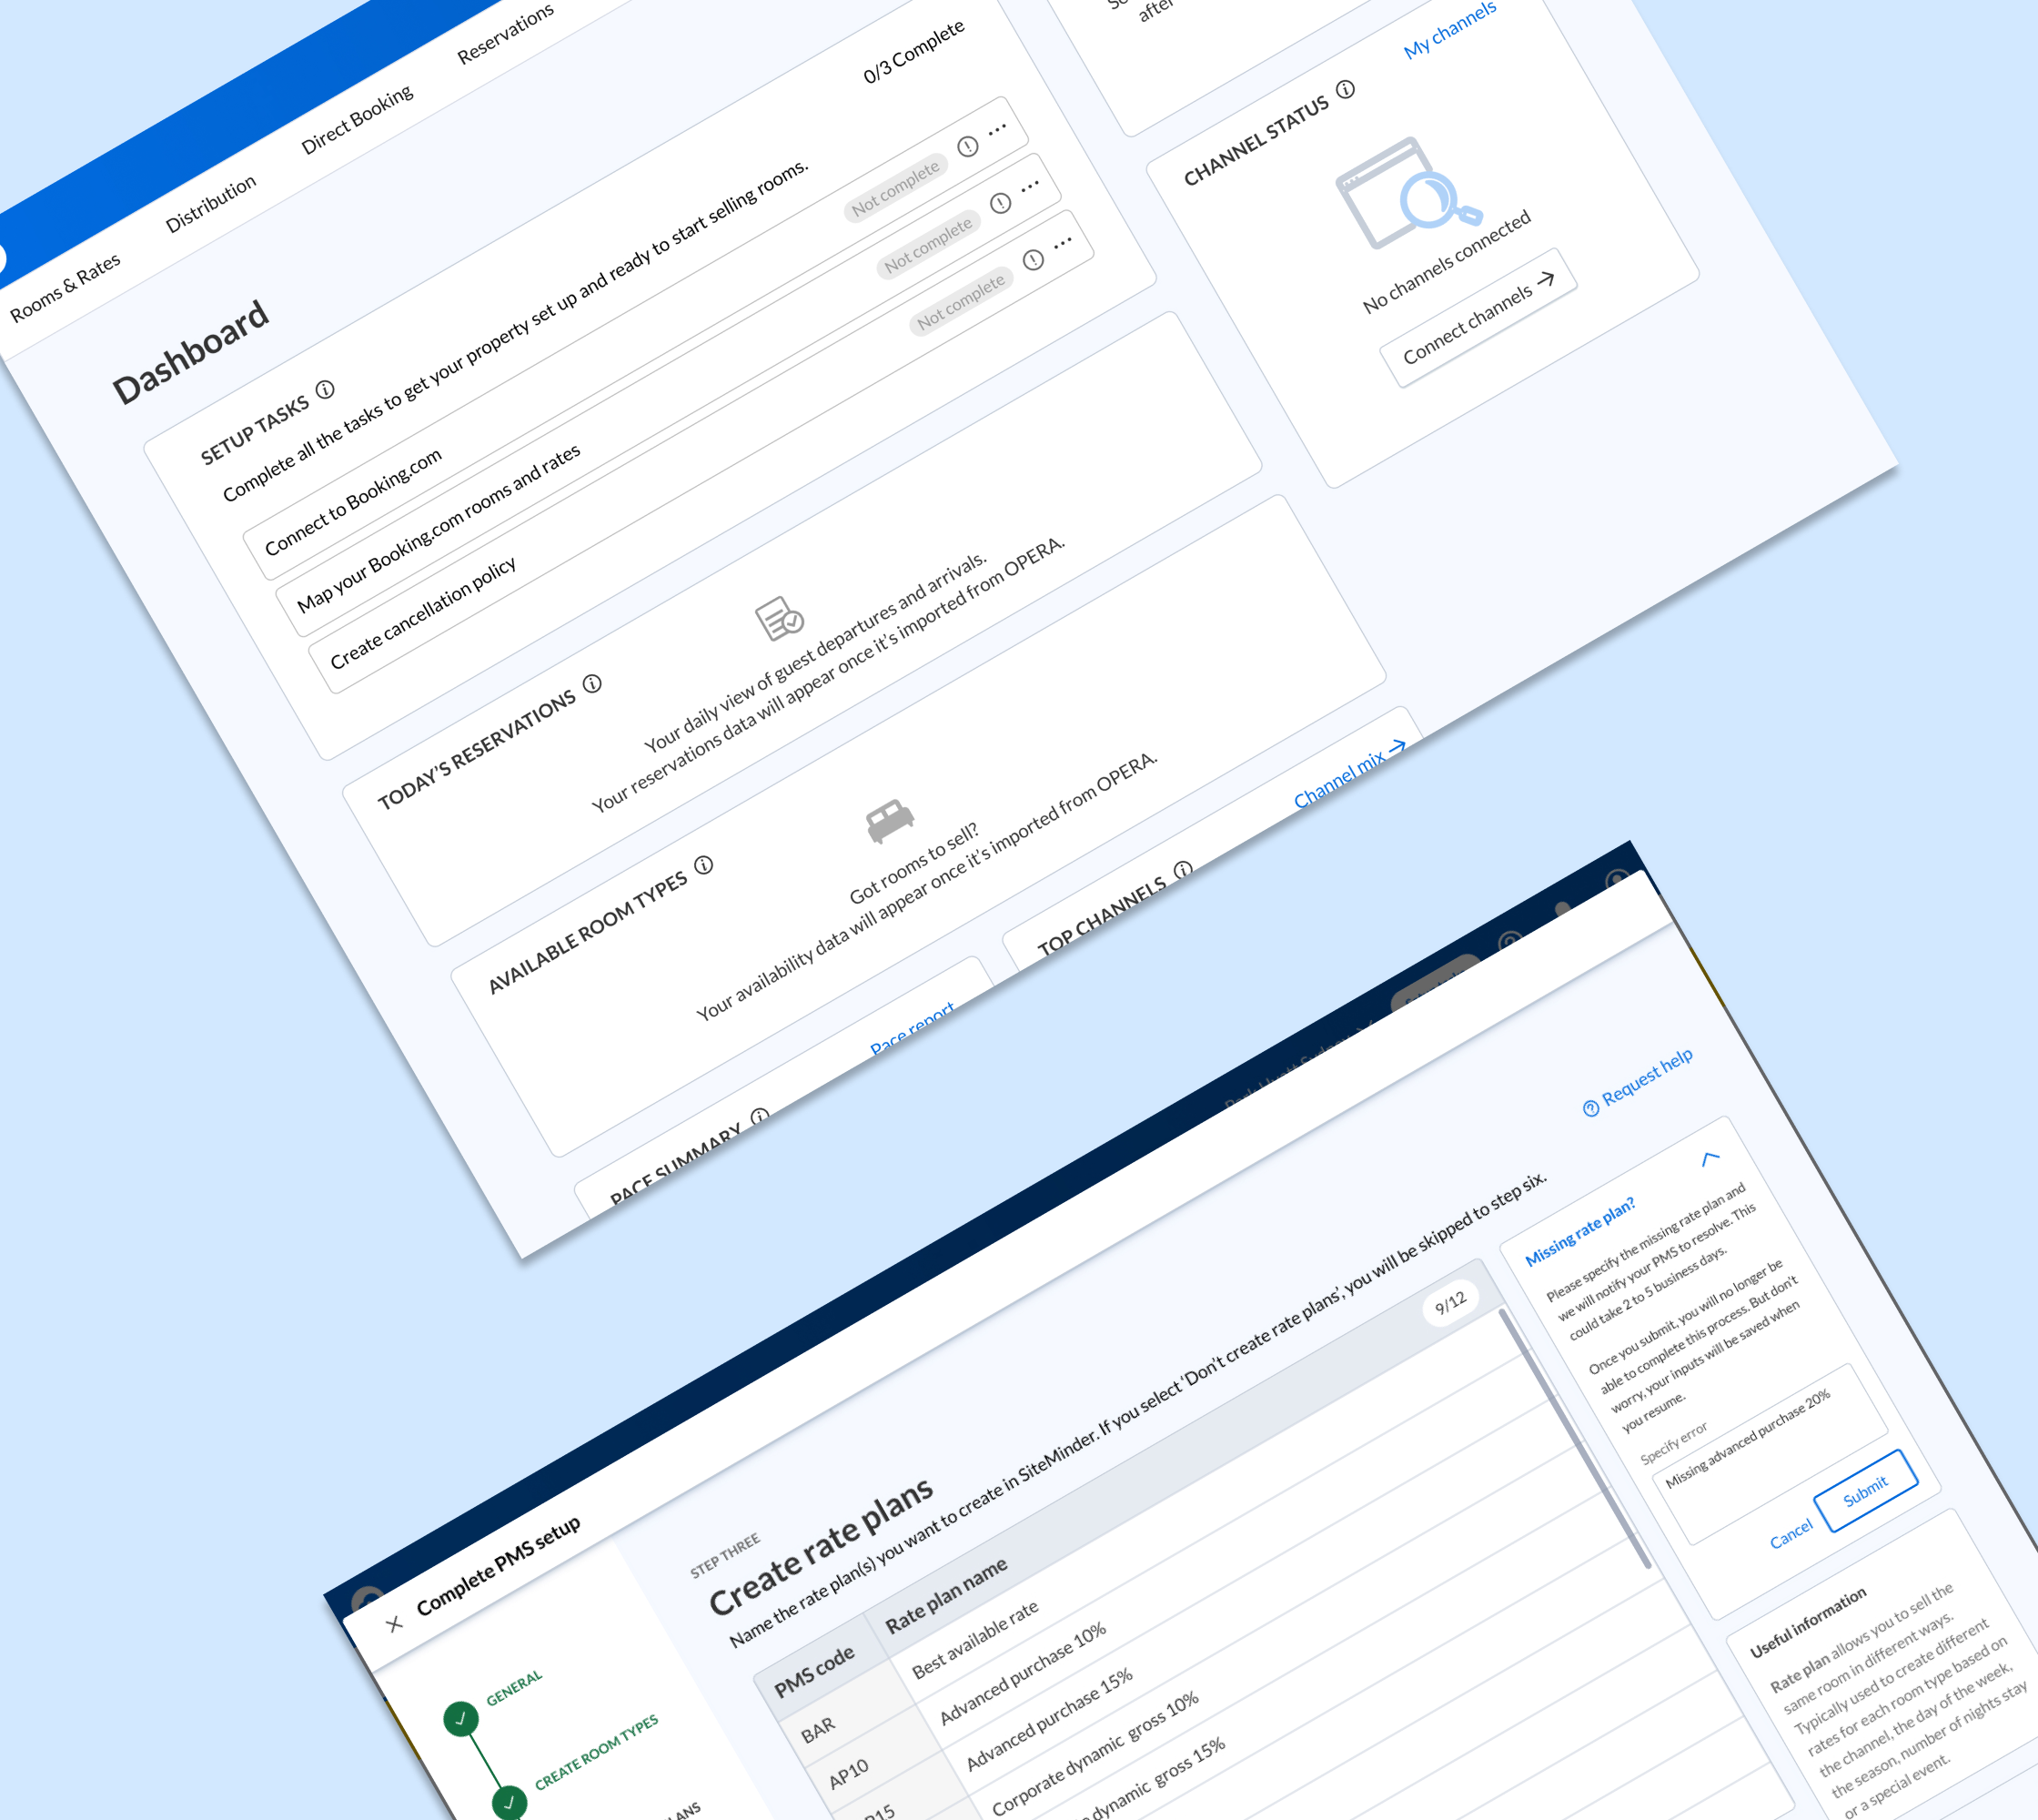 Rooms & Rates
Distribution
Direct Booking
Reservations
Dashboard
SETUP TASKS
0/3 Complete
Complete all the tasks to get your property set up and ready to start selling rooms.
Connect to Booking.com
Not complete
Map your Booking.com rooms and rates
Not complete
Create cancellation policy
Not complete
after
My channels
CHANNEL STATUS
No channels connected
Connect channels
TODAY'S RESERVATIONS
Your daily view of guest departures and arrivals.
Your reservations data will appear once it's imported from OPERA.
AVAILABLE ROOM TYPES
Got rooms to sell?
Your availability data will appear once it's imported from OPERA.
PACE SUMMARY
Pace report
TOP CHANNELS
Channel mix
Complete PMS setup
GENERAL
CREATE ROOM TYPES
Request help
STEP THREE
Create rate plans
Name the rate plan(s) you want to create in SiteMinder. If you select 'Don't create rate plans', you will be skipped to step six.
PMS code
Rate plan name
9/12
BAR
Best available rate
AP10
Advanced purchase 10%
Advanced purchase 15%
Corporate dynamic gross 10%
dynamic gross 15%
Missing rate plan?
Please specify the missing rate plan and
we will notify your PMS to resolve. This
could take 2 to 5 business days.
Once you submit, you will no longer be
able to complete this process. But don't
worry, your inputs will be saved when
you resume.
Specify error
Missing advanced purchase 20%
Cancel
Submit
Useful information
Rate plan allows you to sell the
same room in different ways.
Typically used to create different
rates for each room type based on
the channel, the day of the week,
the season, number of nights stay
or a special event.